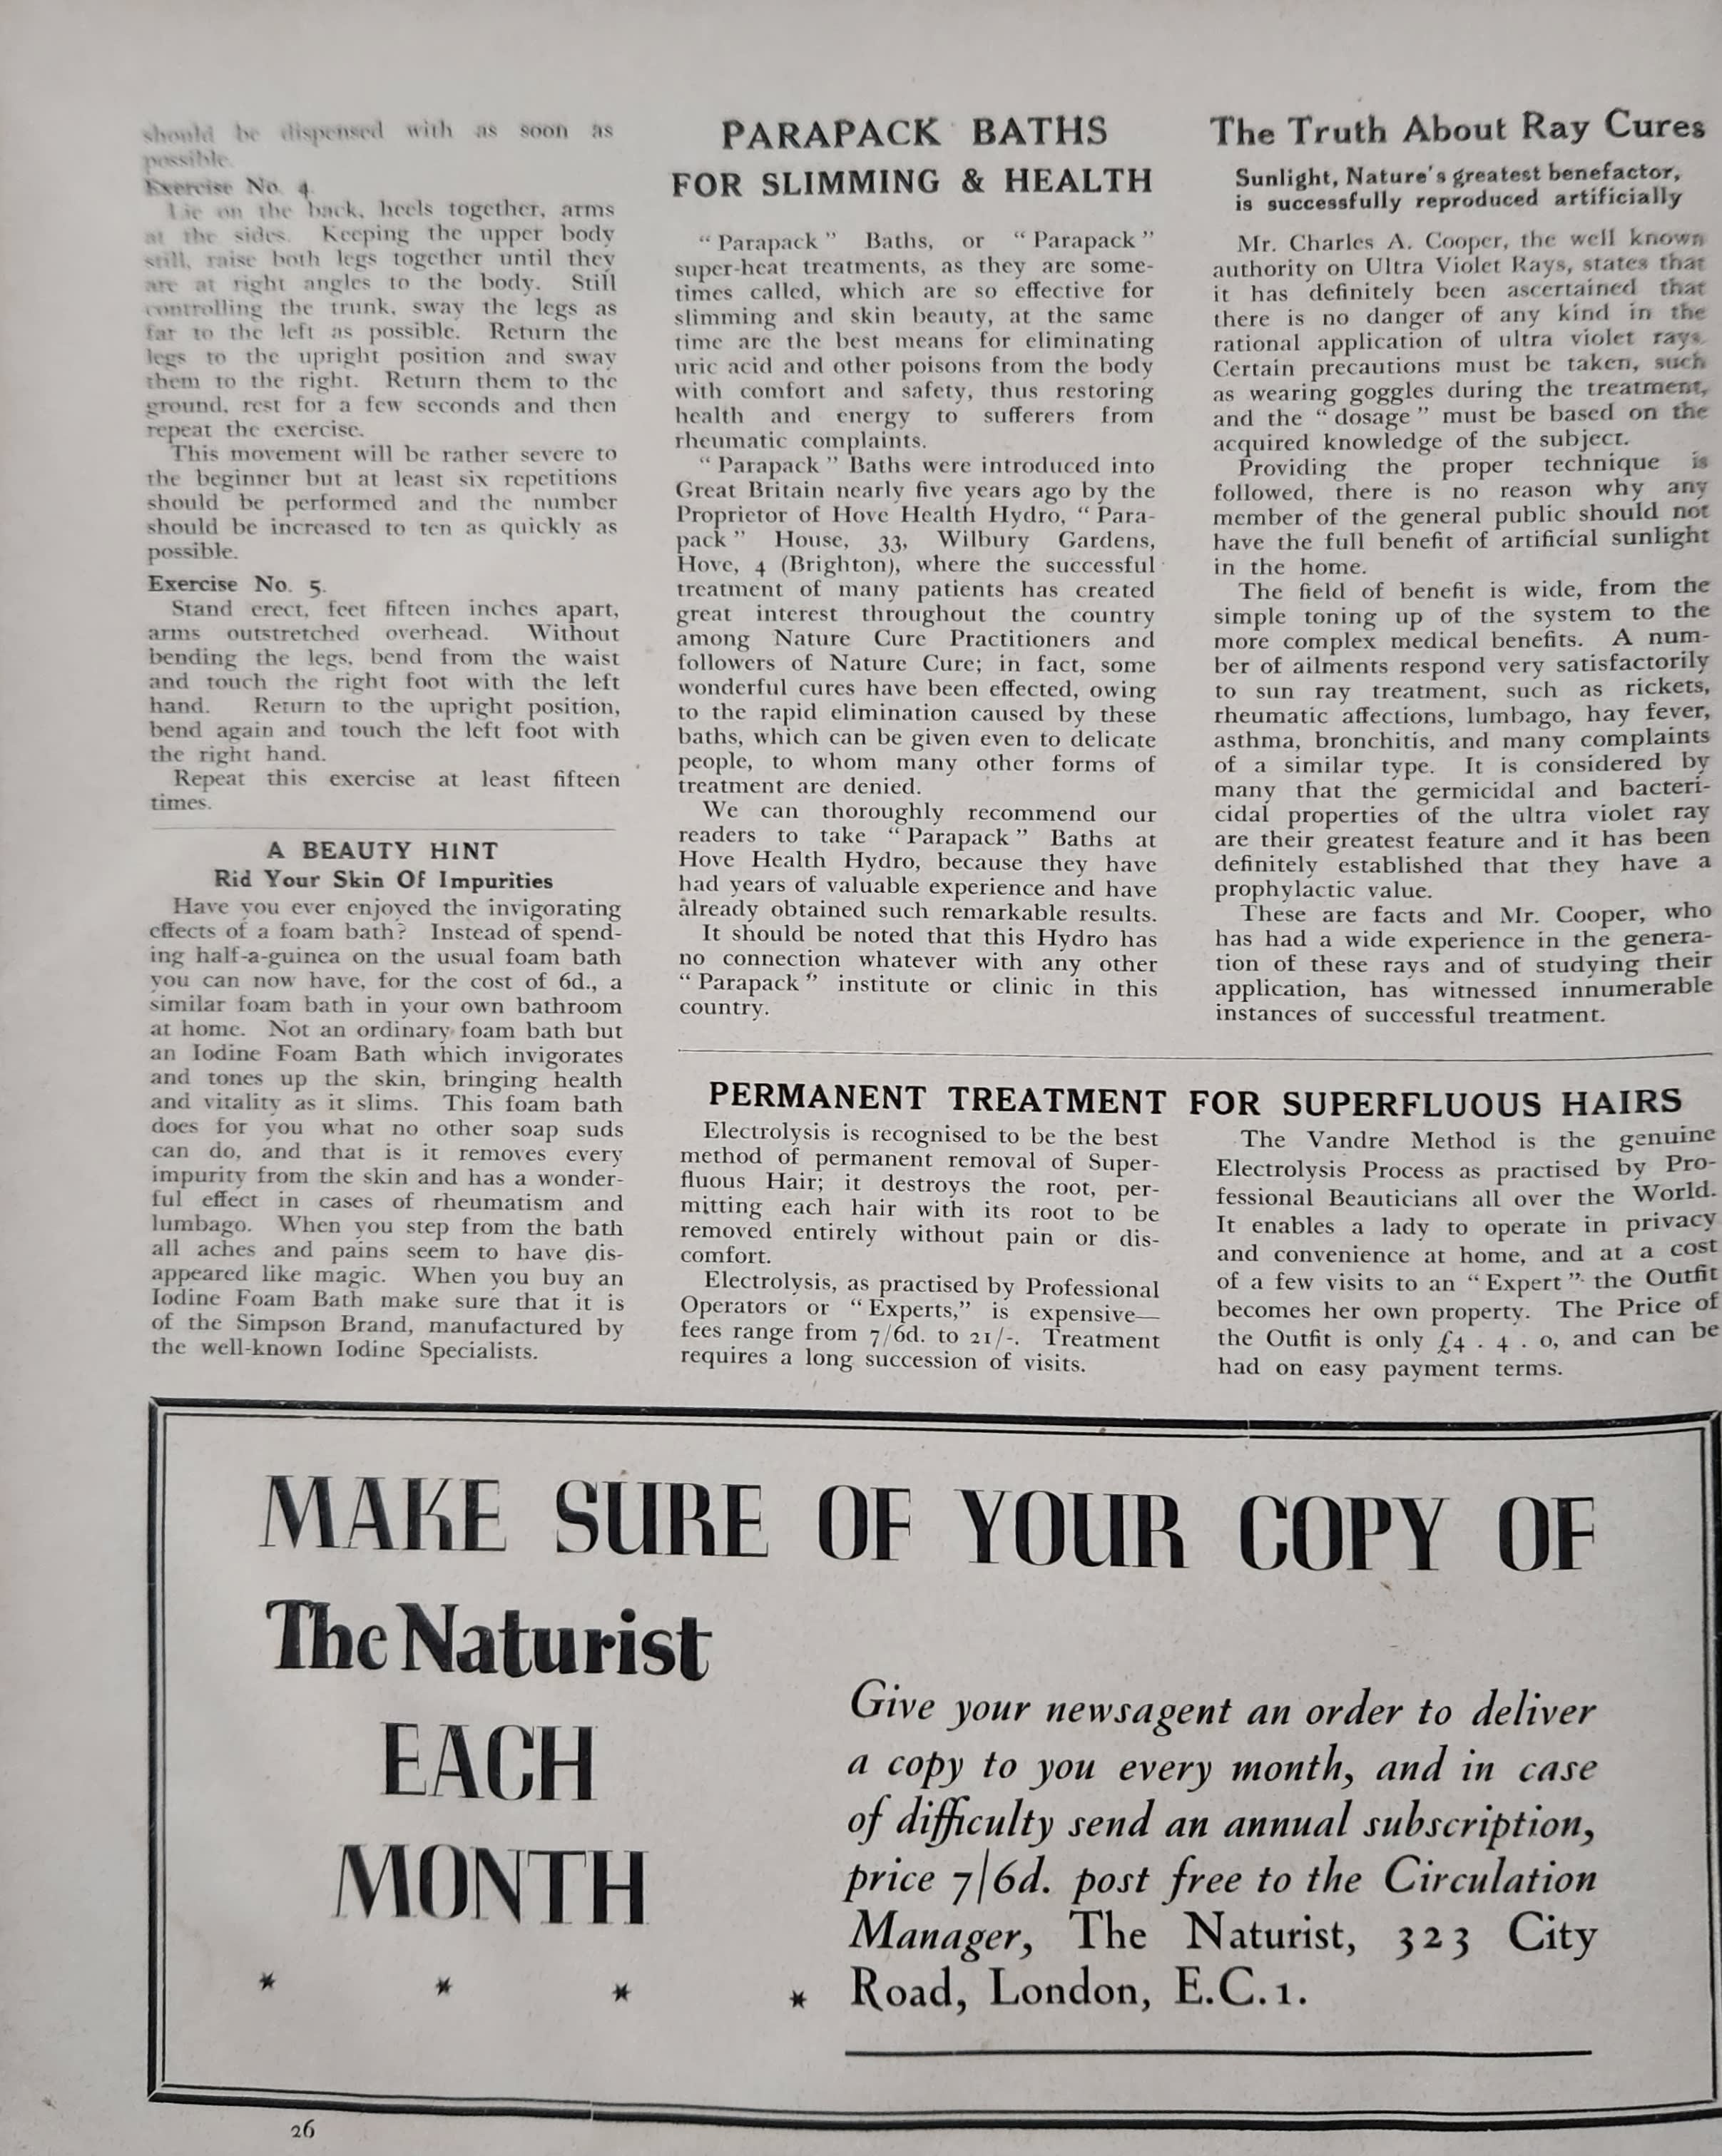 should be dispensed with as soon as
possible.
Exercise No. 4.
Lie on the back, heels together, arms
at the sides. Keeping the upper body
still, raise both legs together until they
are at right angles to the body. Still
controlling the trunk, sway the legs as
far to the left as possible. Return the
legs to the upright position and sway
them to the right. Return them to the
ground, rest for a few seconds and then
repeat the exercise.
This movement will be rather severe to
the beginner but at least six repetitions
should be performed and the number
should be increased to ten as quickly as
possible.
Exercise No. 5.
Stand erect, feet fifteen inches apart,
arms outstretched overhead. Without
bending the legs, bend from the waist
and touch the right foot with the left
hand. Return to the upright position,
bend again and touch the left foot with
the right hand.
Repeat this exercise at least fifteen
times.
A BEAUTY HINT
Rid Your Skin Of Impurities
Have you ever enjoyed the invigorating
effects of a foam bath? Instead of spend-
ing half-a-guinea on the usual foam bath
you can now have, for the cost of 6d., a
similar foam bath in your own bathroom
at home. Not an ordinary foam bath but
an Iodine Foam Bath which invigorates
and tones up the skin, bringing health
and vitality as it slims. This foam bath
does for you what no other soap suds
can do, and that is it removes every
impurity from the skin and has a wonder-
ful effect in cases of rheumatism and
lumbago. When you step from the bath
all aches and pains seem to have dis-
appeared like magic. When you buy an
Iodine Foam Bath make sure that it is
of the Simpson Brand, manufactured by
the well-known Iodine Specialists.
PARAPACK BATHS
FOR SLIMMING & HEALTH
" Parapack " Baths, or " Parapack "
super-heat treatments, as they are some-
times called, which are so effective for
slimming and skin beauty, at the same
time are the best means for eliminating
uric acid and other poisons from the body
with comfort and safety, thus restoring
health and energy to sufferers from
rheumatic complaints.
" Parapack " Baths were introduced into
Great Britain nearly five years ago by the
Proprietor of Hove Health Hydro, " Para-
pack " House, 33, Wilbury Gardens,
Hove, 4 (Brighton), where the successful
treatment of many patients has created
great interest throughout the country
among Nature Cure Practitioners and
followers of Nature Cure; in fact, some
wonderful cures have been effected, owing
to the rapid elimination caused by these
baths, which can be given even to delicate
people, to whom many other forms of
treatment are denied.
We can thoroughly recommend our
readers to take " Parapack " Baths at
Hove Health Hydro, because they have
had years of valuable experience and have
already obtained such remarkable results.
It should be noted that this Hydro has
no connection whatever with any other
" Parapack " institute or clinic in this
country.
The Truth About Ray Cures
Sunlight, Nature's greatest benefactor,
is successfully reproduced artificially
Mr. Charles A. Cooper, the well known
authority on Ultra Violet Rays, states that
it has definitely been ascertained that
there is no danger of any kind in the
rational application of ultra violet rays.
Certain precautions must be taken, such
as wearing goggles during the treatment,
and the " dosage " must be based on the
acquired knowledge of the subject.
Providing the proper technique is
followed, there is no reason why any
member of the general public should not
have the full benefit of artificial sunlight
in the home.
The field of benefit is wide, from the
simple toning up of the system to the
more complex medical benefits. A num-
ber of ailments respond very satisfactorily
to sun ray treatment, such as rickets,
rheumatic affections, lumbago, hay fever,
asthma, bronchitis, and many complaints
of a similar type. It is considered by
many that the germicidal and bacteri-
cidal properties of the ultra violet ray
are their greatest feature and it has been
definitely established that they have a
prophylactic value.
These are facts and Mr. Cooper, who
has had a wide experience in the genera-
tion of these rays and of studying their
application, has witnessed innumerable
instances of successful treatment.
PERMANENT TREATMENT FOR SUPERFLUOUS HAIRS
Electrolysis is recognised to be the best
method of permanent removal of Super-
fluous Hair; it destroys the root, per-
mitting each hair with its root to be
removed entirely without pain or dis-
comfort.
Electrolysis, as practised by Professional
Operators or " Experts," is expensive—
fees range from 7/6d. to 21/-. Treatment
requires a long succession of visits.
The Vandre Method is the genuine
Electrolysis Process as practised by Pro-
fessional Beauticians all over the World.
It enables a lady to operate in privacy
and convenience at home, and at a cost
of a few visits to an " Expert " the Outfit
becomes her own property. The Price of
the Outfit is only £4 . 4 . 0, and can be
had on easy payment terms.
MAKE SURE OF YOUR COPY OF
The Naturist
EACH
MONTH
* * * *
Give your newsagent an order to deliver
a copy to you every month, and in case
of difficulty send an annual subscription,
price 7/6d. post free to the Circulation
Manager, The Naturist, 323 City
Road, London, E.C.1.
26